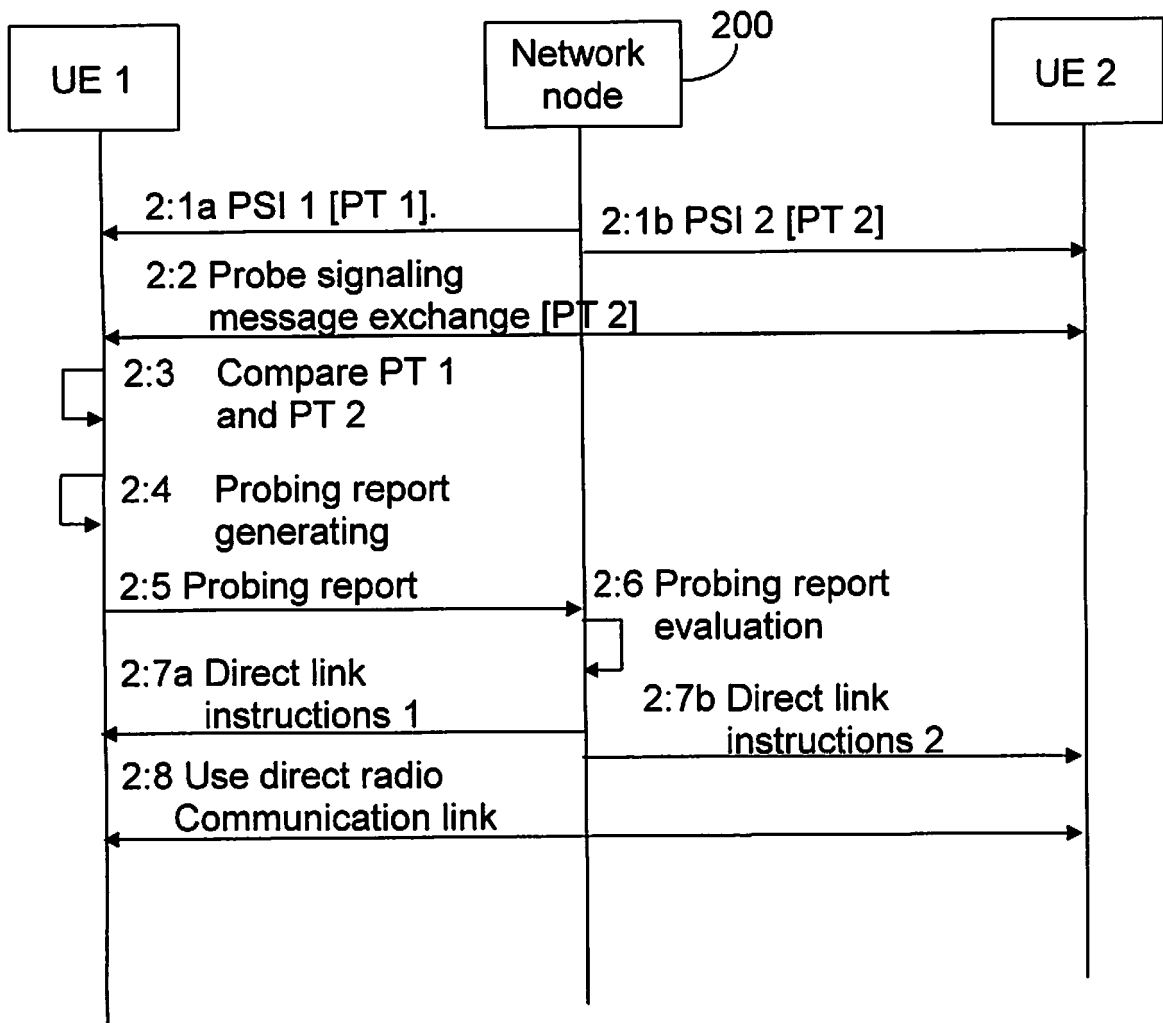 200
UE 1
Network
node
UE 2
2:1a PSI 1 [PT 1].
2:1b PSI 2 [PT 2]
2:2 Probe signaling
message exchange [PT 2]
2:3 Compare PT 1
and PT 2
2:4 Probing report
generating
2:5 Probing report
2:6 Probing report
evaluation
2:7a Direct link
instructions 1
2:7b Direct link
instructions 2
2:8 Use direct radio
Communication link